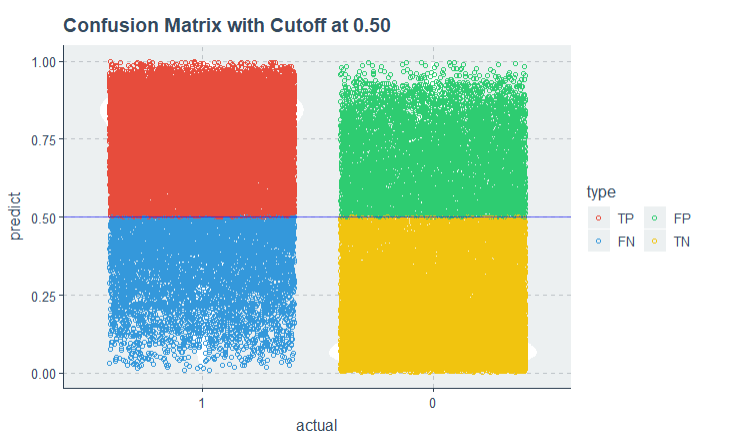 Confusion Matrix with Cutoff at 0.50
1.00
0.75
0.50
0.25
0.00
predict
1
0
actual
type
TP
FP
FN
TN